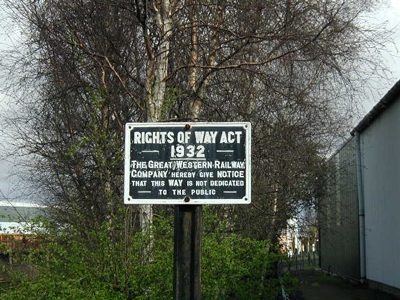 RIGHTS OF WAY ACT
1932
THE GREAT WESTERN RAILWAY
COMPANY HEREBY GIVE NOTICE
THAT THIS WAY IS NOT DEDICATED
TO THE PUBLIC